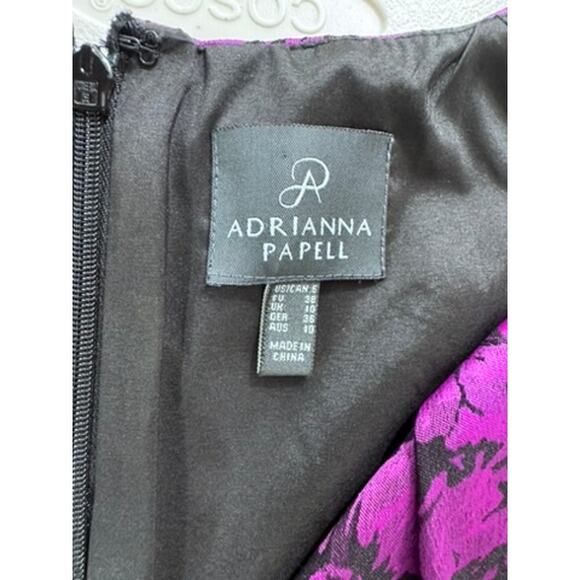 ADRIANNA
PAPELL
US/CAN 6
EU 38
UK 10
GER 36
AUS 10
MADE IN
CHINA